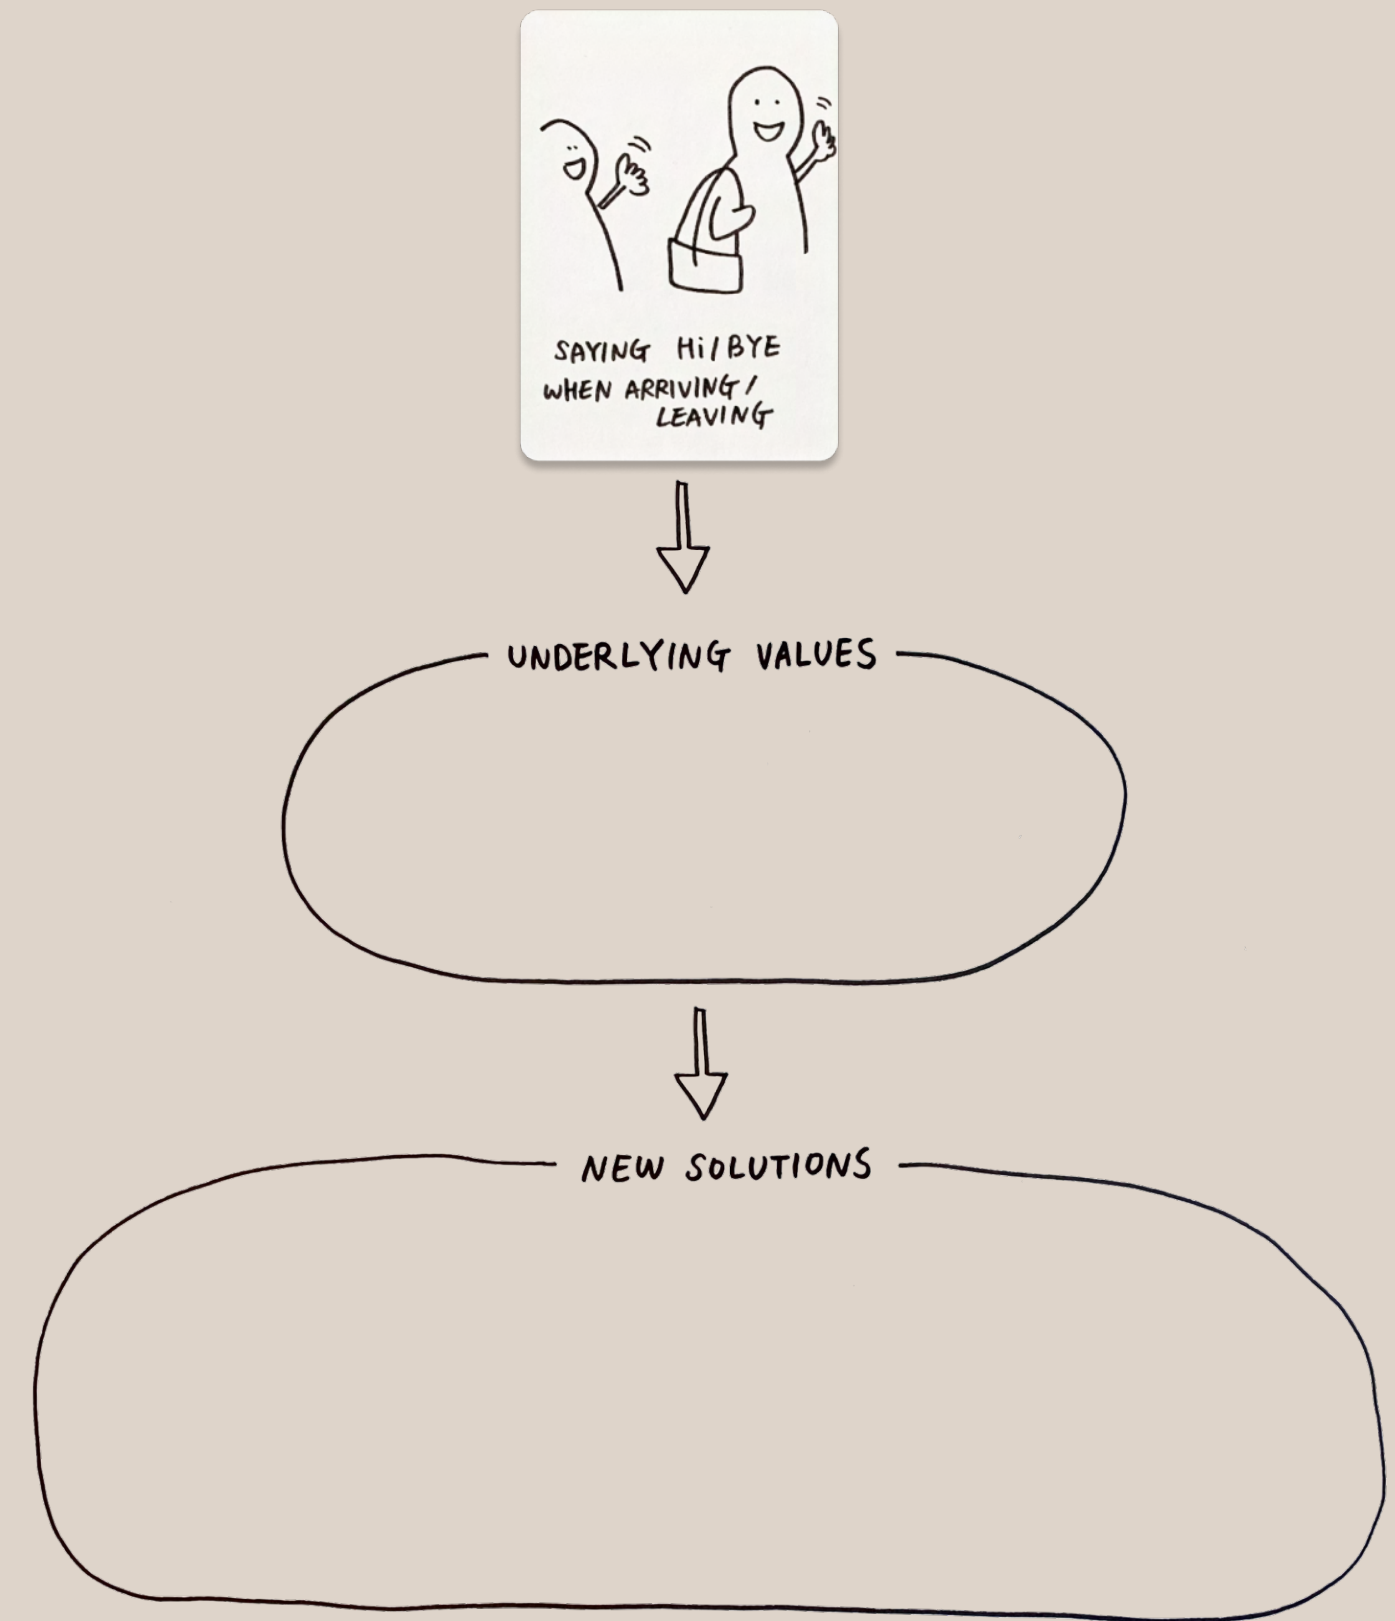 SAYING Hi/BYE
WHEN ARRIVING/
LEAVING
UNDERLYING VALUES
NEW SOLUTIONS